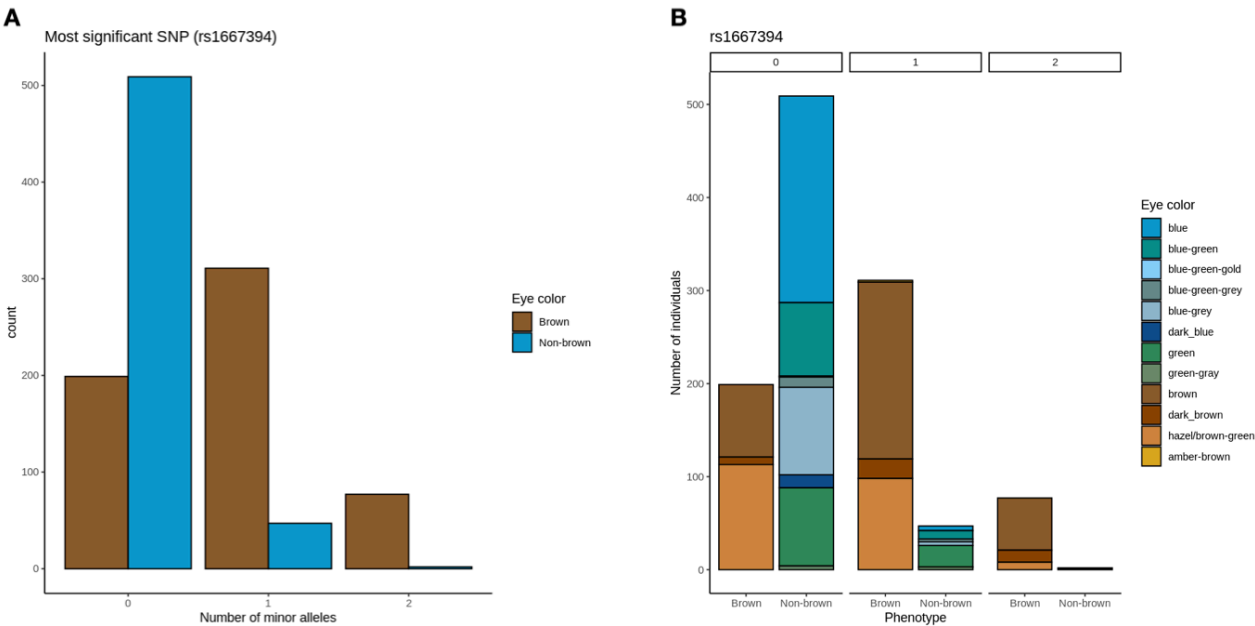 A
Most significant SNP (rs1667394)
500
400
300
200
100
0
count
0 1 2
Number of minor alleles
Eye color
Brown
Non-brown
B
rs1667394
0 1 2
500
400
300
200
100
0
Number of individuals
Brown Non-brown Brown Non-brown Brown Non-brown
Phenotype
Eye color
blue
blue-green
blue-green-gold
blue-green-grey
blue-grey
dark_blue
green
green-gray
brown
dark_brown
hazel/brown-green
amber-brown